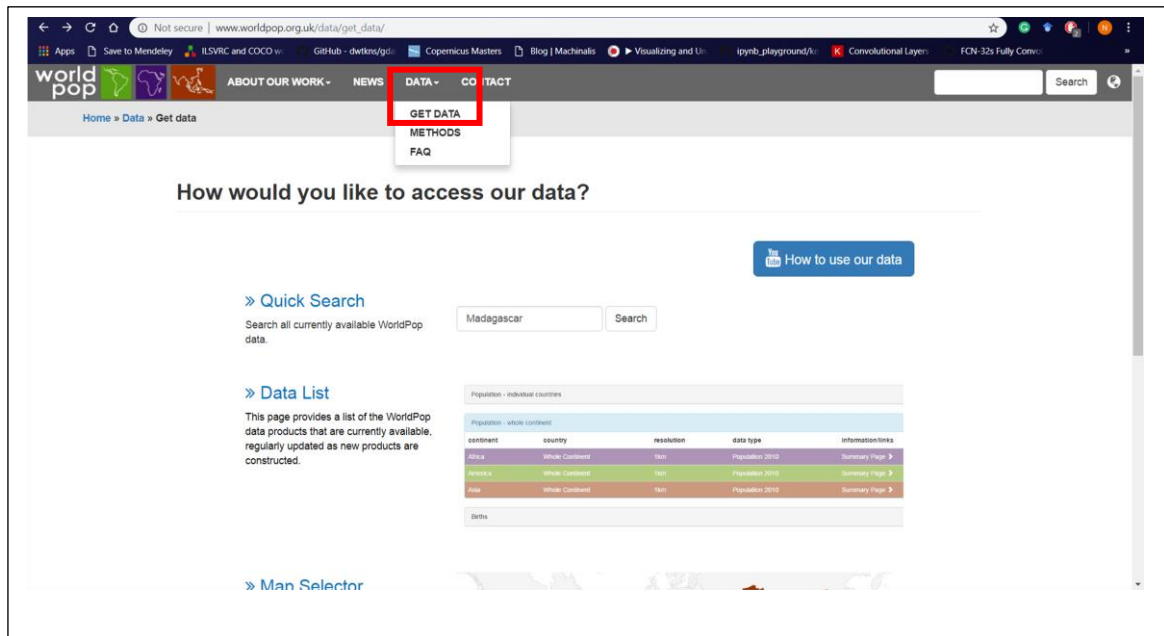 Not secure | www.worldpop.org.uk/data/get_data/
Apps Save to Mendeley ILSVRC and COCO w GitHub - dwtkns/gd Copernicus Masters Blog | Machinalis Visualizing and Un ipynb_playground/k Convolutional Layers FCN-32s Fully Convo »
world pop ABOUT OUR WORK NEWS DATA CONTACT Search
Home » Data » Get data
GET DATA
METHODS
FAQ
How would you like to access our data?
You Tube How to use our data
» Quick Search
Search all currently available WorldPop
data.
Madagascar Search
» Data List
This page provides a list of the WorldPop
data products that are currently available,
regularly updated as new products are
constructed.
Population - individual countries
Population - whole continent
continent country resolution data type information/links
Africa Whole Continent 1km Population 2010 Summary Page
America Whole Continent 1km Population 2010 Summary Page
Asia Whole Continent 1km Population 2010 Summary Page
Births
» Map Selector